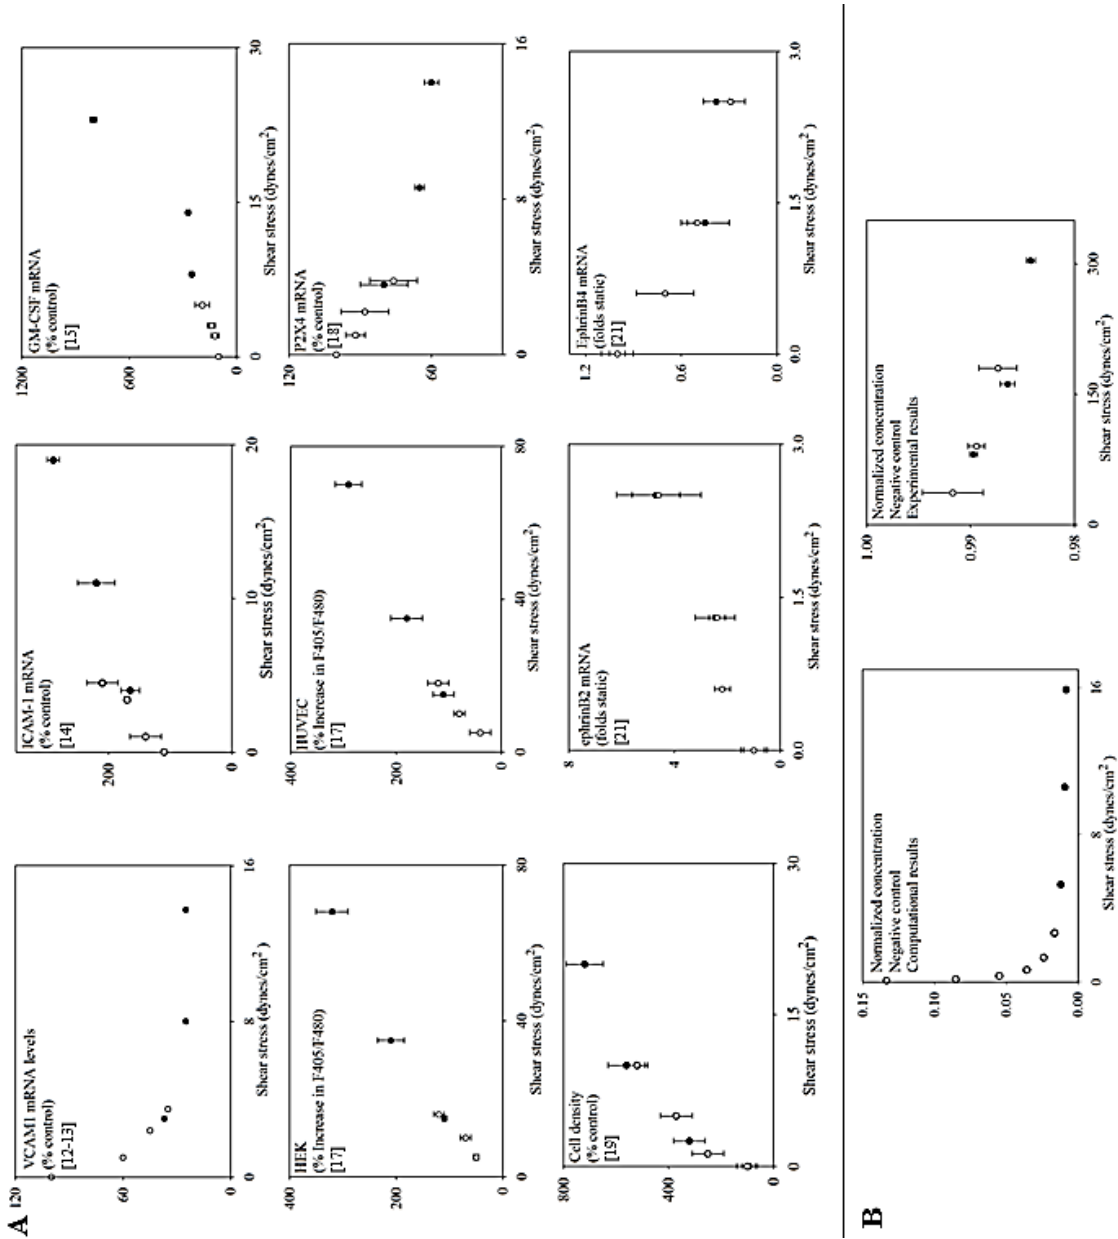 A
VCAM1 mRNA levels
(% control)
[12-13]
120
60
0
0 8 16
Shear stress (dynes/cm2 )
ICAM-1 mRNA
(% control)
[14]
200
0
0 10 20
Shear stress (dynes/cm2 )
GM-CSF mRNA
(% control)
[15]
1200
600
0
0 15 30
Shear stress (dynes/cm2)
HEK
(% Increase in F405/F480)
[17]
400
200
0
0 40 80
Shear stress (dynes/cm2 )
HUVEC
(% Increase in F405/F480)
[17]
400
200
0
0 40 80
Shear stress (dynes/cm2 )
P2X4 mRNA
(% control)
[18]
120
60
0 8 16
Shear stress (dynes/cm2 )
Cell density
(% control)
[19]
800
400
0
0 15 30
Shear stress (dynes/cm2 )
ephrinB2 mRNA
(folds static)
[21]
8
4
0
0.0 1.5 3.0
Shear stress (dynes/cm2 )
EphrinB4 mRNA
(folds static)
[21]
1.2
0.6
0.0
0.0 1.5 3.0
Shear stress (dynes/cm2 )
B
Normalized concentration
Negative control
Computational results
0.15
0.10
0.05
0.00
0 8 16
Shear stress (dynes/cm2 )
Normalized concentration
Negative control
Experimental results
1.00
0.99
0.98
0 150 300
Shear stress (dynes/cm2 )